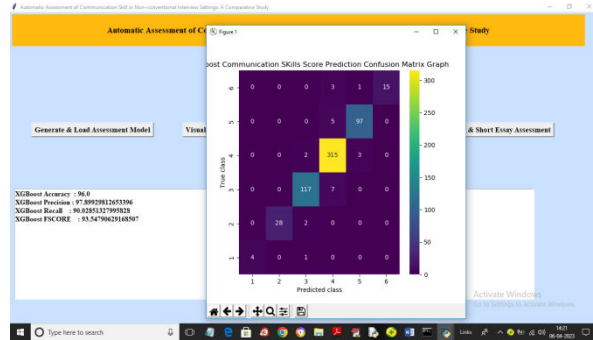 Automatic Assessment of Communication Skill in Non-conventional Interview Settings: A Comparative Study
Automatic Assessment of Co
Study
Figure 1
oost Communication SKills Score Prediction Confusion Matrix Graph
Generate & Load Assessment Model
Visual
& Short Essay Assessment
6 0 0 0 3 1 15
5 0 0 0 5 97 0
4 0 0 2 315 3 0
3 0 0 117 7 0 0
2 0 28 2 0 0 0
1 4 0 1 0 0 0
1 2 3 4 5 6
True class
Predicted class
300
250
200
150
100
50
0
XGBoost Accuracy : 96.0
XGBoost Precision : 97.89929812653396
XGBoost Recall : 90.02851327995828
XGBoost FSCORE : 93.54790629168507
Activate Windows
Go to Settings to activate Windows.
Type here to search
Links
14:21
06-04-2023